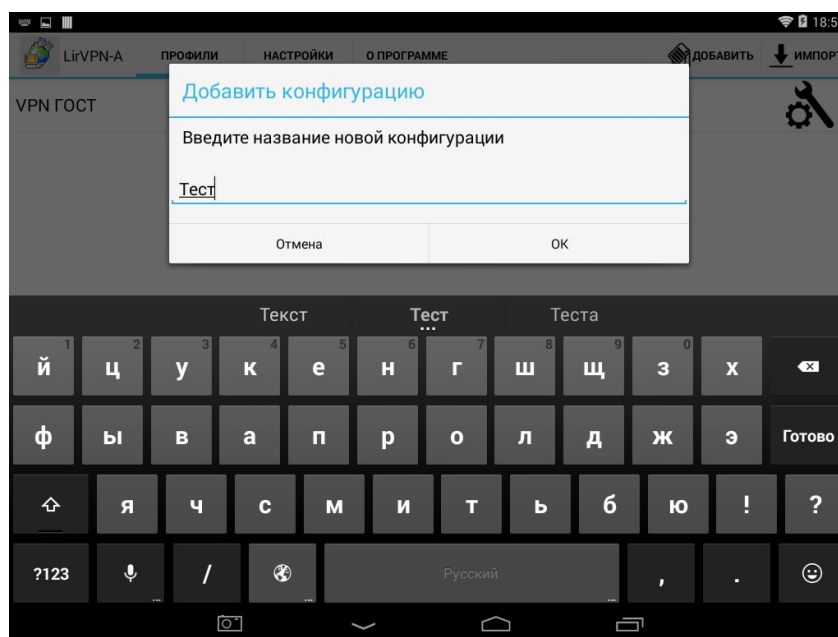 18:5
LirVPN-A ПРОФИЛИ НАСТРОЙКИ О ПРОГРАММЕ ДОБАВИТЬ ИМПОР
VPN ГОСТ
Добавить конфигурацию
Введите название новой конфигурации
Тест
Отмена OK
Текст Тест Теста
й 1 ц 2 у 3 к 4 е 5 н 6 г 7 ш 8 щ 9 з 0 х
ф ы в а п р о л д ж э Готово
я ч с м и т ь б ю ! ?
?123 / Русский , .